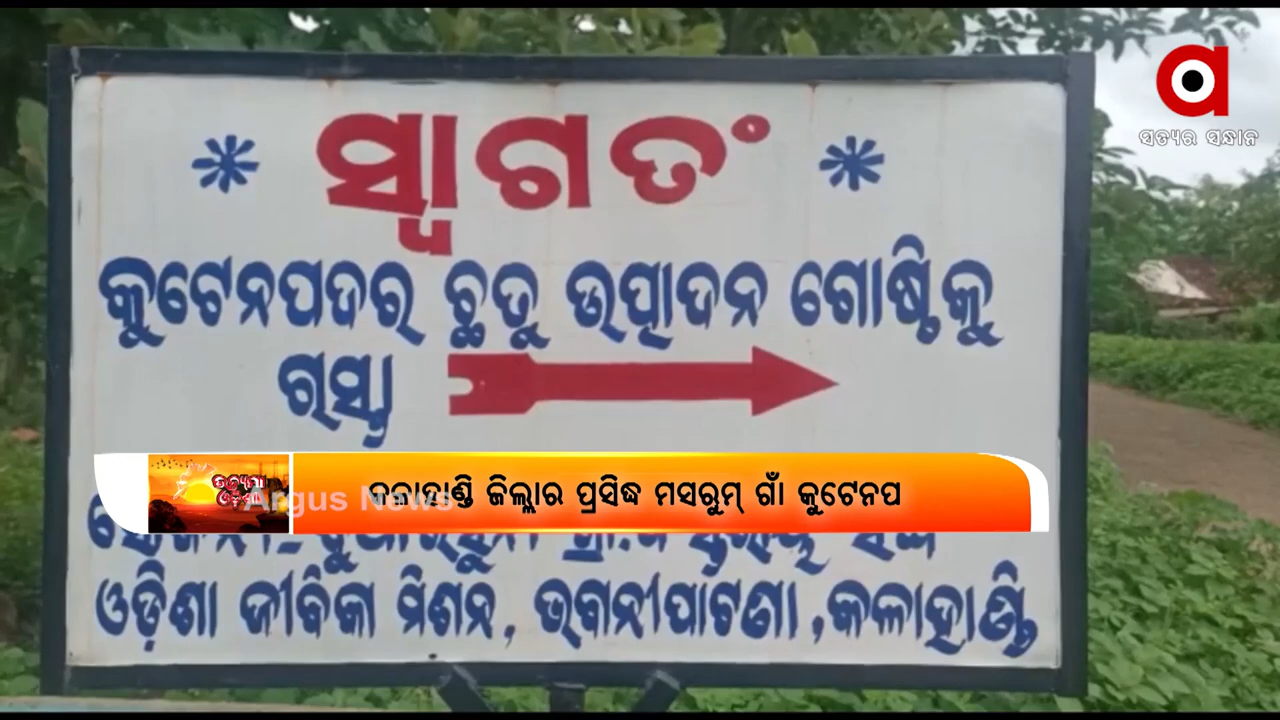 ସତ୍ୟର ସନ୍ଧାନ
ସ୍ୱାଗତଂ
କୁଟେନପଦର ଛତୁ ଉତ୍ପାଦନ ଗୋଷ୍ଠିକୁ
ରାସ୍ତା
Argus News
କଳାହାଣ୍ଡି ଜିଲ୍ଲାର ପ୍ରସିଦ୍ଧ ମସରୁମ୍ ଗାଁ କୁଟେନପ
ଓଡ଼ିଶା ଜୀବିକା ମିଶନ, ଭବାନୀପାଟଣା, କଳାହାଣ୍ଡି